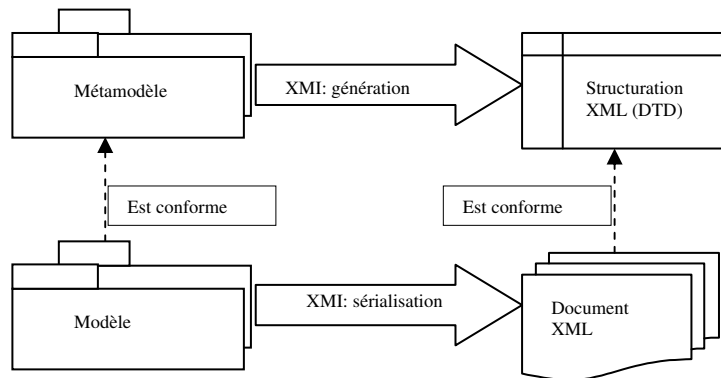 Métamodèle
XMI: génération
Structuration
XML (DTD)
Est conforme
Est conforme
Modèle
XMI: sérialisation
Document
XML